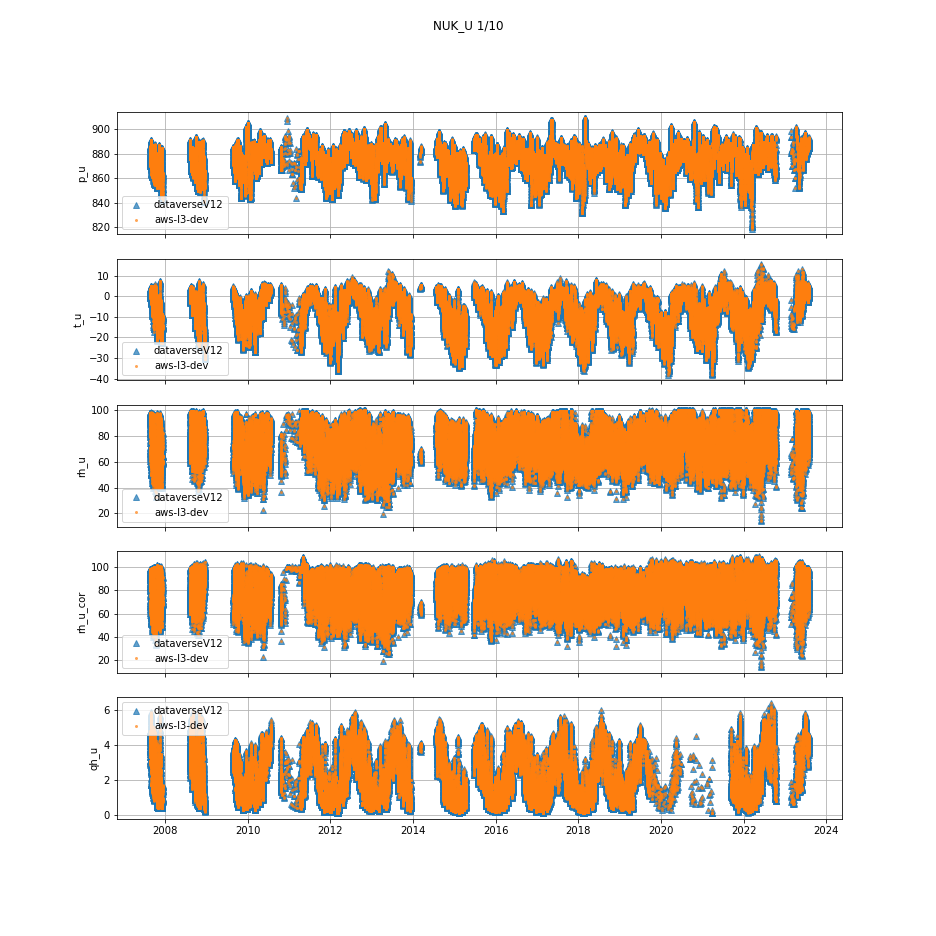 NUK_U 1/10
900
880
860
840
820
p_u
dataverseV12
aws-l3-dev
10
0
−10
−20
−30
−40
t_u
dataverseV12
aws-l3-dev
100
80
60
40
20
rh_u
dataverseV12
aws-l3-dev
100
80
60
40
20
rh_u_cor
dataverseV12
aws-l3-dev
6
4
2
0
qh_u
dataverseV12
aws-l3-dev
2008 2010 2012 2014 2016 2018 2020 2022 2024